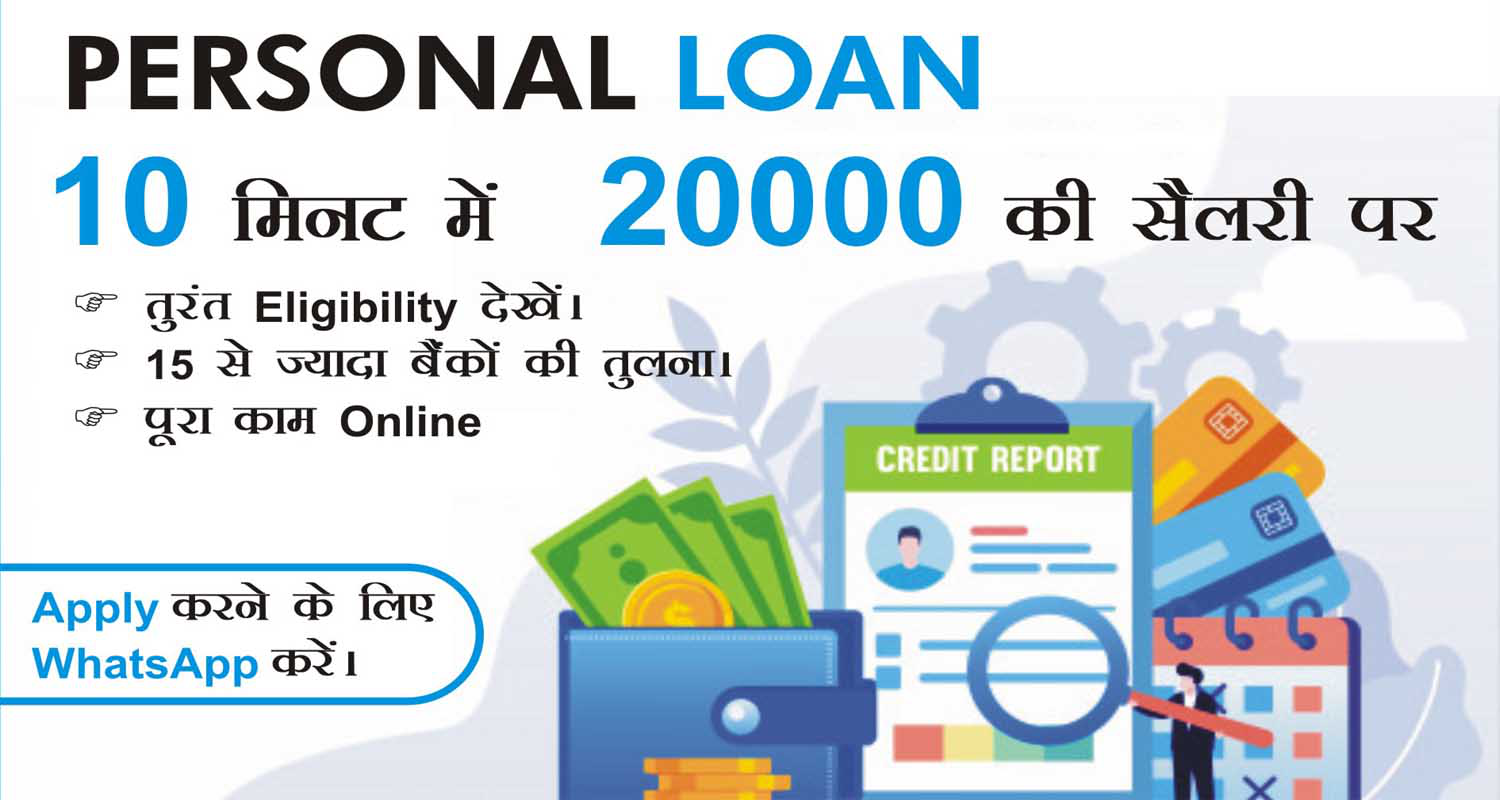 PERSONAL LOAN
10 मिनट में 20000 की सैलरी पर
☞ तुरंत Eligibility देखें।
☞ 15 से ज्यादा बैंकों की तुलना।
☞ पूरा काम Online
CREDIT REPORT
Apply करने के लिए
WhatsApp करें।